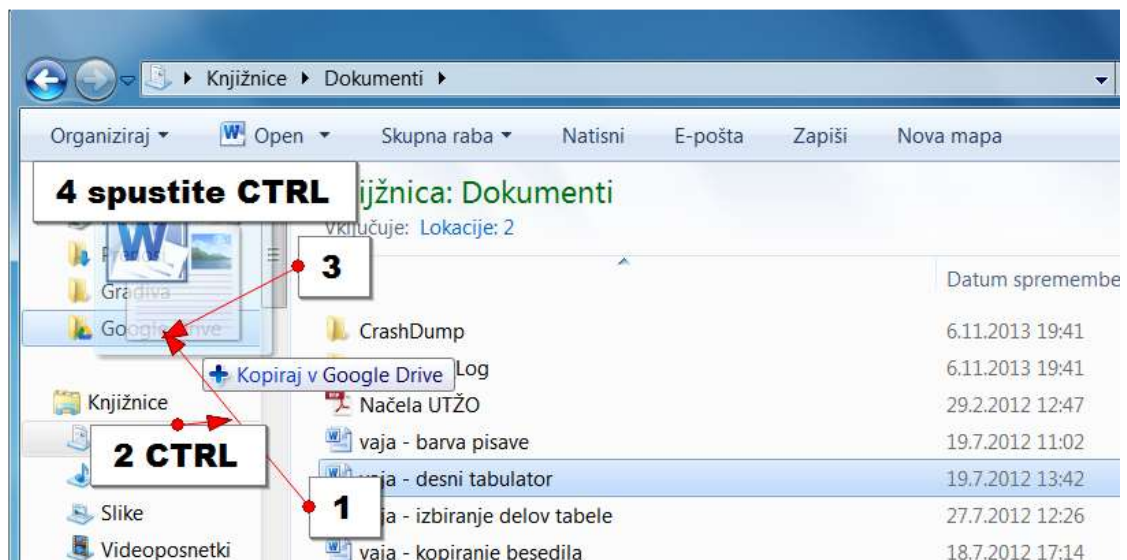 Knjižnice Dokumenti
Organiziraj Open Skupna raba Natisni E-pošta Zapiši Nova mapa
4 spustite CTRL
ijžnica: Dokumenti
Vključuje: Lokacije: 2
3
Datum spremembe
Gradiva
Google Drive CrashDump 6.11.2013 19:41
Kopiraj v Google Drive Log 6.11.2013 19:41
Knjižnice Načela UTŽO 29.2.2012 12:47
vaja - barva pisave 19.7.2012 11:02
2 CTRL
vaja - desni tabulator 19.7.2012 13:42
1
Slike ja - izbiranje delov tabele 27.7.2012 12:26
Videoposnetki vaja - kopiranje besedila 18.7.2012 17:14